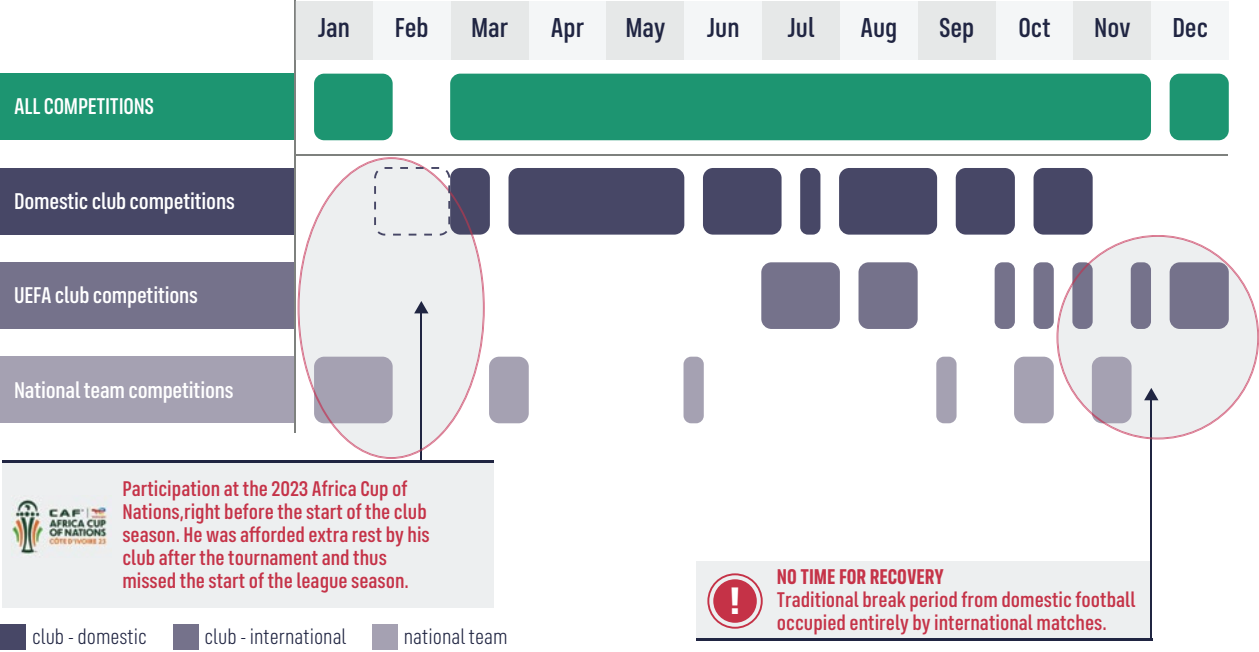 Jan Feb Mar Apr May Jun Jul Aug Sep Oct Nov Dec
ALL COMPETITIONS
Domestic club competitions
UEFA club competitions
National team competitions
Participation at the 2023 Africa Cup of
Nations,right before the start of the club
season. He was afforded extra rest by his
club after the tournament and thus
missed the start of the league season.
CAF
AFRICA CUP
OF NATIONS
CÔTE D'IVOIRE 23
!
NO TIME FOR RECOVERY
Traditional break period from domestic football
occupied entirely by international matches.
club - domestic
club - international
national team